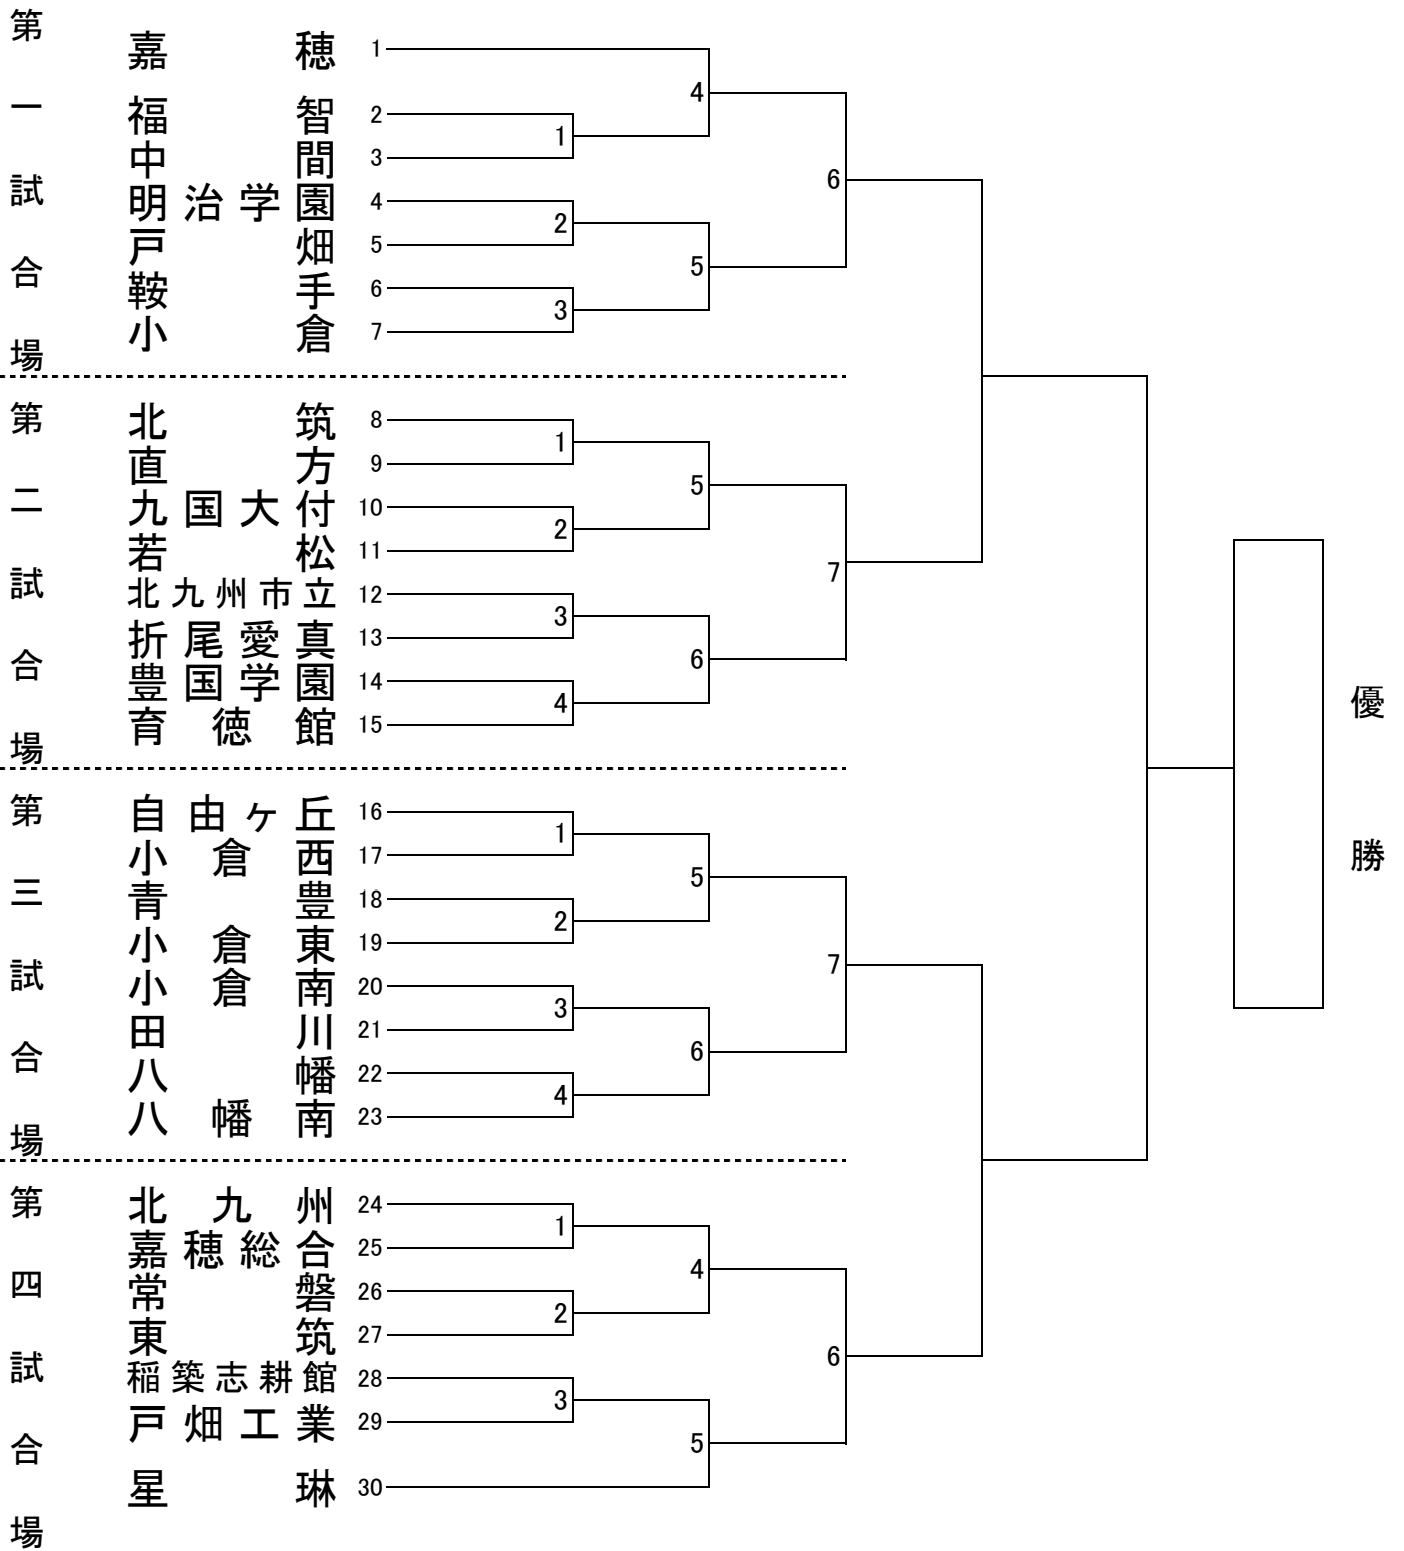 第一試合場
嘉穂 1
福智 2
中間 3
明治学園 4
戸畑 5
鞍手 6
小倉 7
1
2
3
4
5
6
第二試合場
北筑 8
直方 9
九国大付 10
若松 11
北九州市立 12
折尾愛真 13
豊国学園 14
育徳館 15
1
2
3
4
5
6
7
第三試合場
自由ヶ丘 16
小倉西 17
青豊 18
小倉東 19
小倉南 20
田川 21
八幡 22
八幡南 23
1
2
3
4
5
6
7
第四試合場
北九州 24
嘉穂総合 25
常磐 26
東筑 27
稲築志耕館 28
戸畑工業 29
星琳 30
1
2
3
4
5
6
優勝